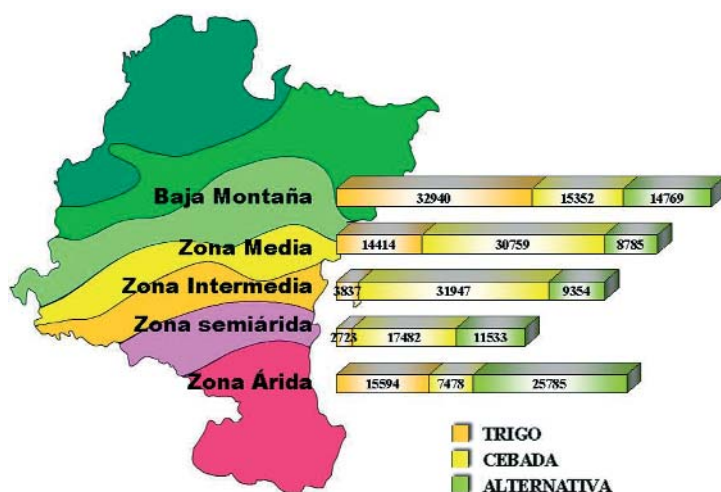 Baja Montaña
32940 15352 14769
Zona Media
14414 30759 8785
Zona Intermedia
3837 31947 9354
Zona semiárida
2723 17482 11533
Zona Árida
15594 7478 25785
TRIGO
CEBADA
ALTERNATIVA